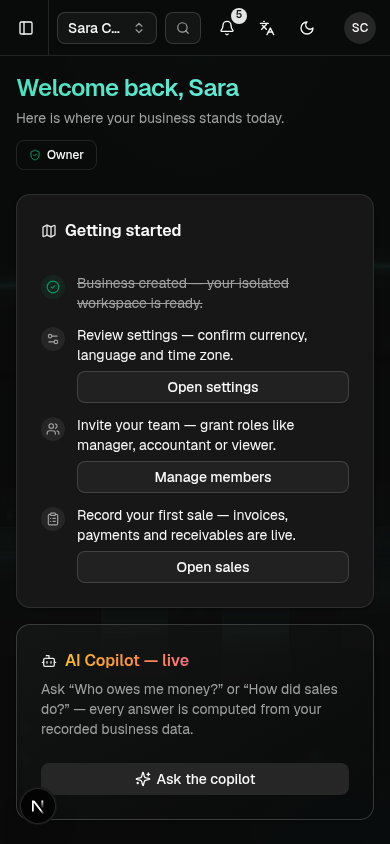 Sara C...
5
SC
Welcome back, Sara
Here is where your business stands today.
Owner
Getting started
Business created — your isolated
workspace is ready.
Review settings — confirm currency,
language and time zone.
Open settings
Invite your team — grant roles like
manager, accountant or viewer.
Manage members
Record your first sale — invoices,
payments and receivables are live.
Open sales
AI Copilot — live
Ask “Who owes me money?” or “How did sales
do?” — every answer is computed from your
recorded business data.
Ask the copilot
N